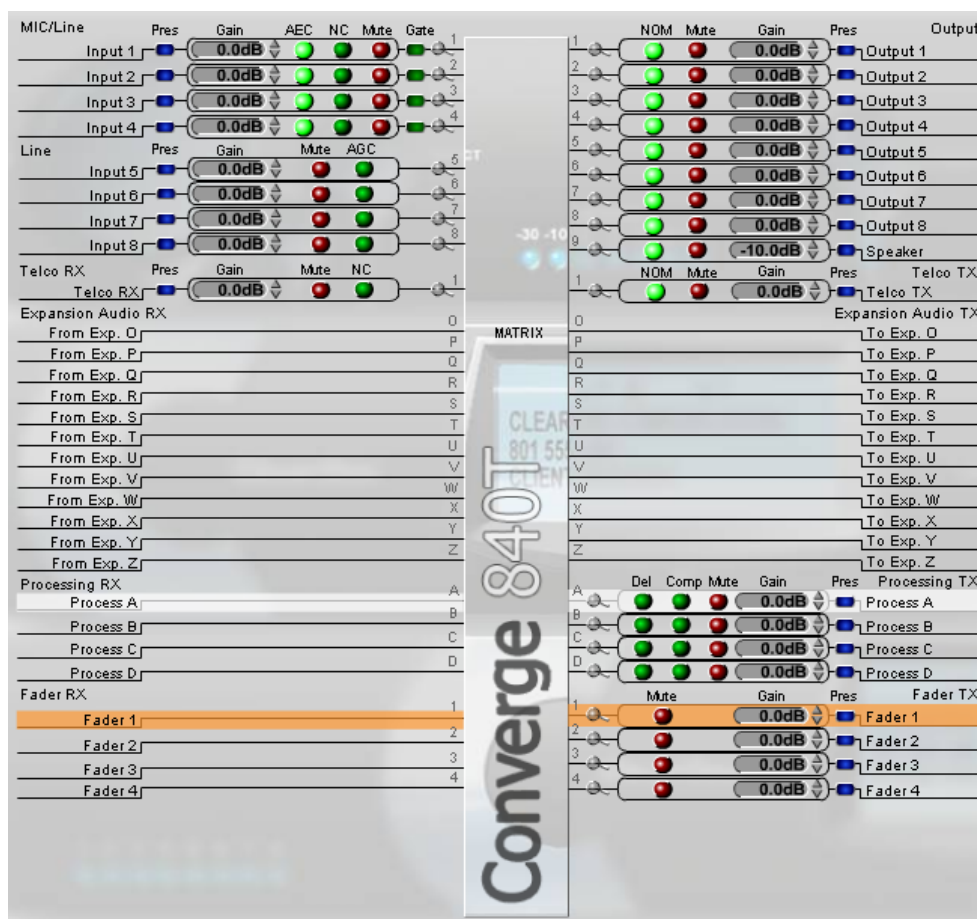 MIC/Line Pres Gain AEC NC Mute Gate NOM Mute Gain Pres Output
Input 1 0.0dB 1 1 0.0dB Output 1
Input 2 0.0dB 2 2 0.0dB Output 2
Input 3 0.0dB 3 3 0.0dB Output 3
Input 4 0.0dB 4 4 0.0dB Output 4
Line Pres Gain Mute AGC
Input 5 0.0dB 5 5 0.0dB Output 5
Input 6 0.0dB 6 6 0.0dB Output 6
Input 7 0.0dB 7 7 0.0dB Output 7
Input 8 0.0dB 8 8 0.0dB Output 8
-30 -10
9 -10.0dB Speaker
Telco RX Pres Gain Mute NC NOM Mute Gain Pres Telco TX
Telco RX 0.0dB 1 1 0.0dB Telco TX
Expansion Audio RX Expansion Audio TX
From Exp. O O MATRIX O To Exp. O
From Exp. P P P To Exp. P
From Exp. Q Q Q To Exp. Q
From Exp. R R R To Exp. R
From Exp. S S S To Exp. S
From Exp. T T T To Exp. T
From Exp. U U U To Exp. U
From Exp. V V V To Exp. V
From Exp. W W W To Exp. W
From Exp. X X X To Exp. X
From Exp. Y Y Y To Exp. Y
From Exp. Z Z Z To Exp. Z
CLEAR
801 555
CLIENT
Converge 840T
Processing RX Del Comp Mute Gain Pres Processing TX
Process A A A 0.0dB Process A
Process B B B 0.0dB Process B
Process C C C 0.0dB Process C
Process D D D 0.0dB Process D
Fader RX Mute Gain Pres Fader TX
Fader 1 1 1 0.0dB Fader 1
Fader 2 2 2 0.0dB Fader 2
Fader 3 3 3 0.0dB Fader 3
Fader 4 4 4 0.0dB Fader 4